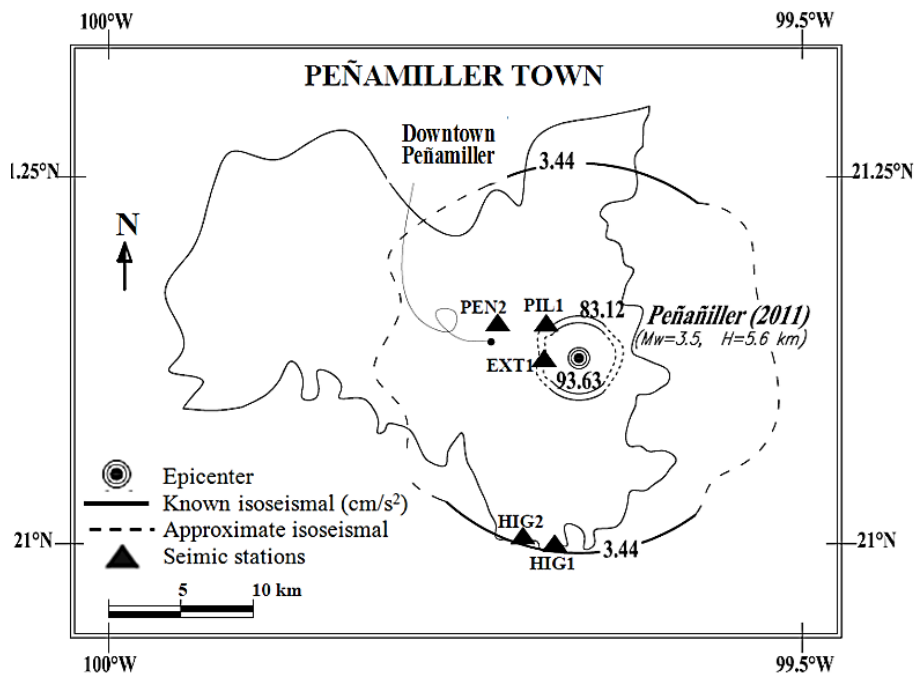 100°W 99.5°W
PEÑAMILLER TOWN
Downtown
Peñamiller
3.44
1.25°N 21.25°N
N
PEN2 PIL1 83.12 Peñañiller (2011)
(Mw=3.5, H=5.6 km)
EXT1
93.63
Epicenter
Known isoseismal (cm/s²)
Approximate isoseismal
Seimic stations
HIG2
21°N 3.44 21°N
HIG1
5 10 km
100°W 99.5°W